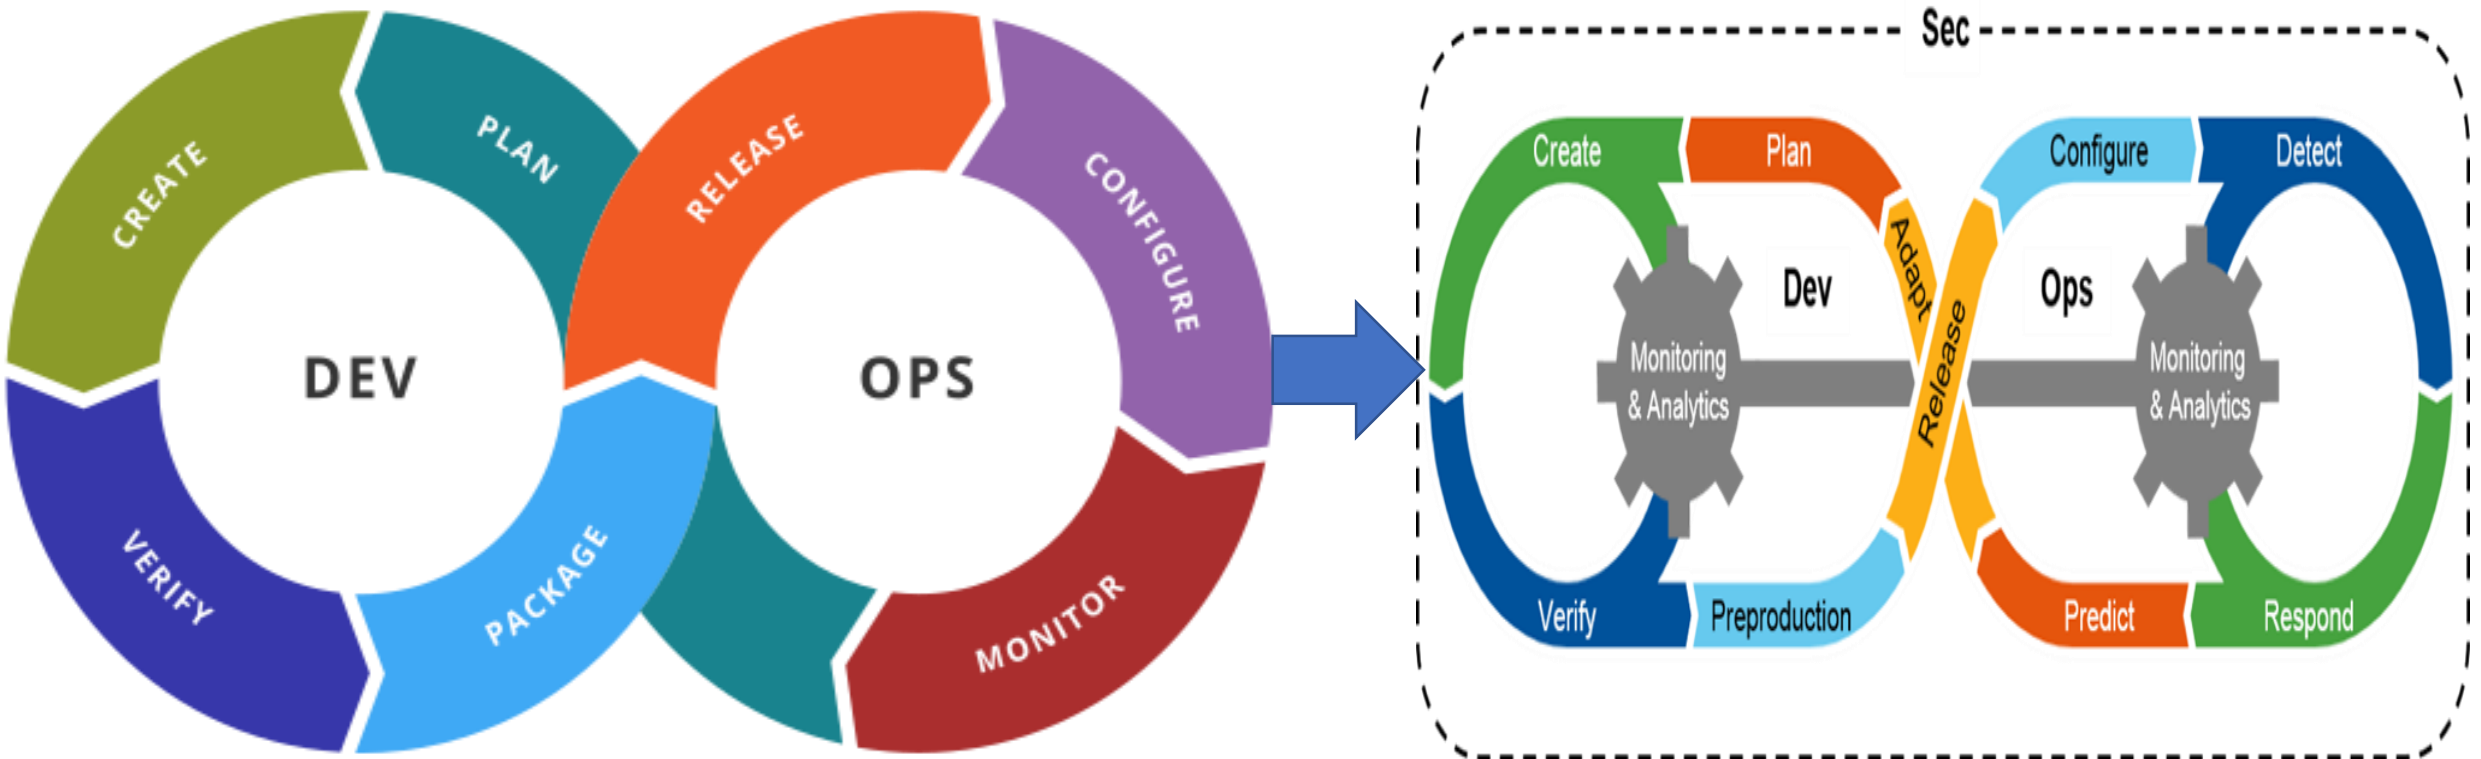 CREATE
PLAN
RELEASE
CONFIGURE
DEV
OPS
VERIFY
PACKAGE
MONITOR
Sec
Create
Plan
Configure
Detect
Adapt
Dev
Ops
Release
Monitoring
& Analytics
Monitoring
& Analytics
Verify
Preproduction
Predict
Respond